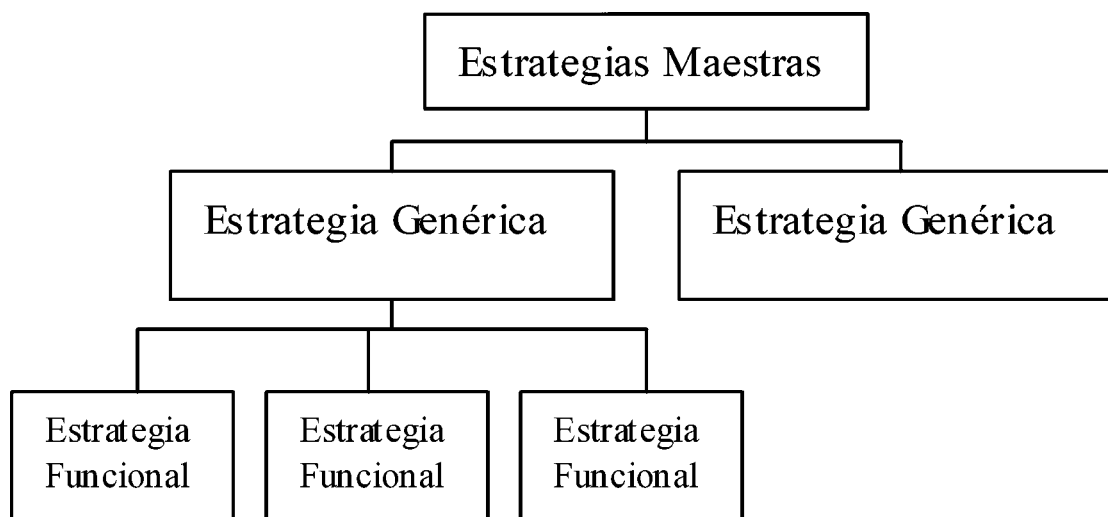 Estrategias Maestras
Estrategia Genérica
Estrategia Genérica
Estrategia
Funcional
Estrategia
Funcional
Estrategia
Funcional